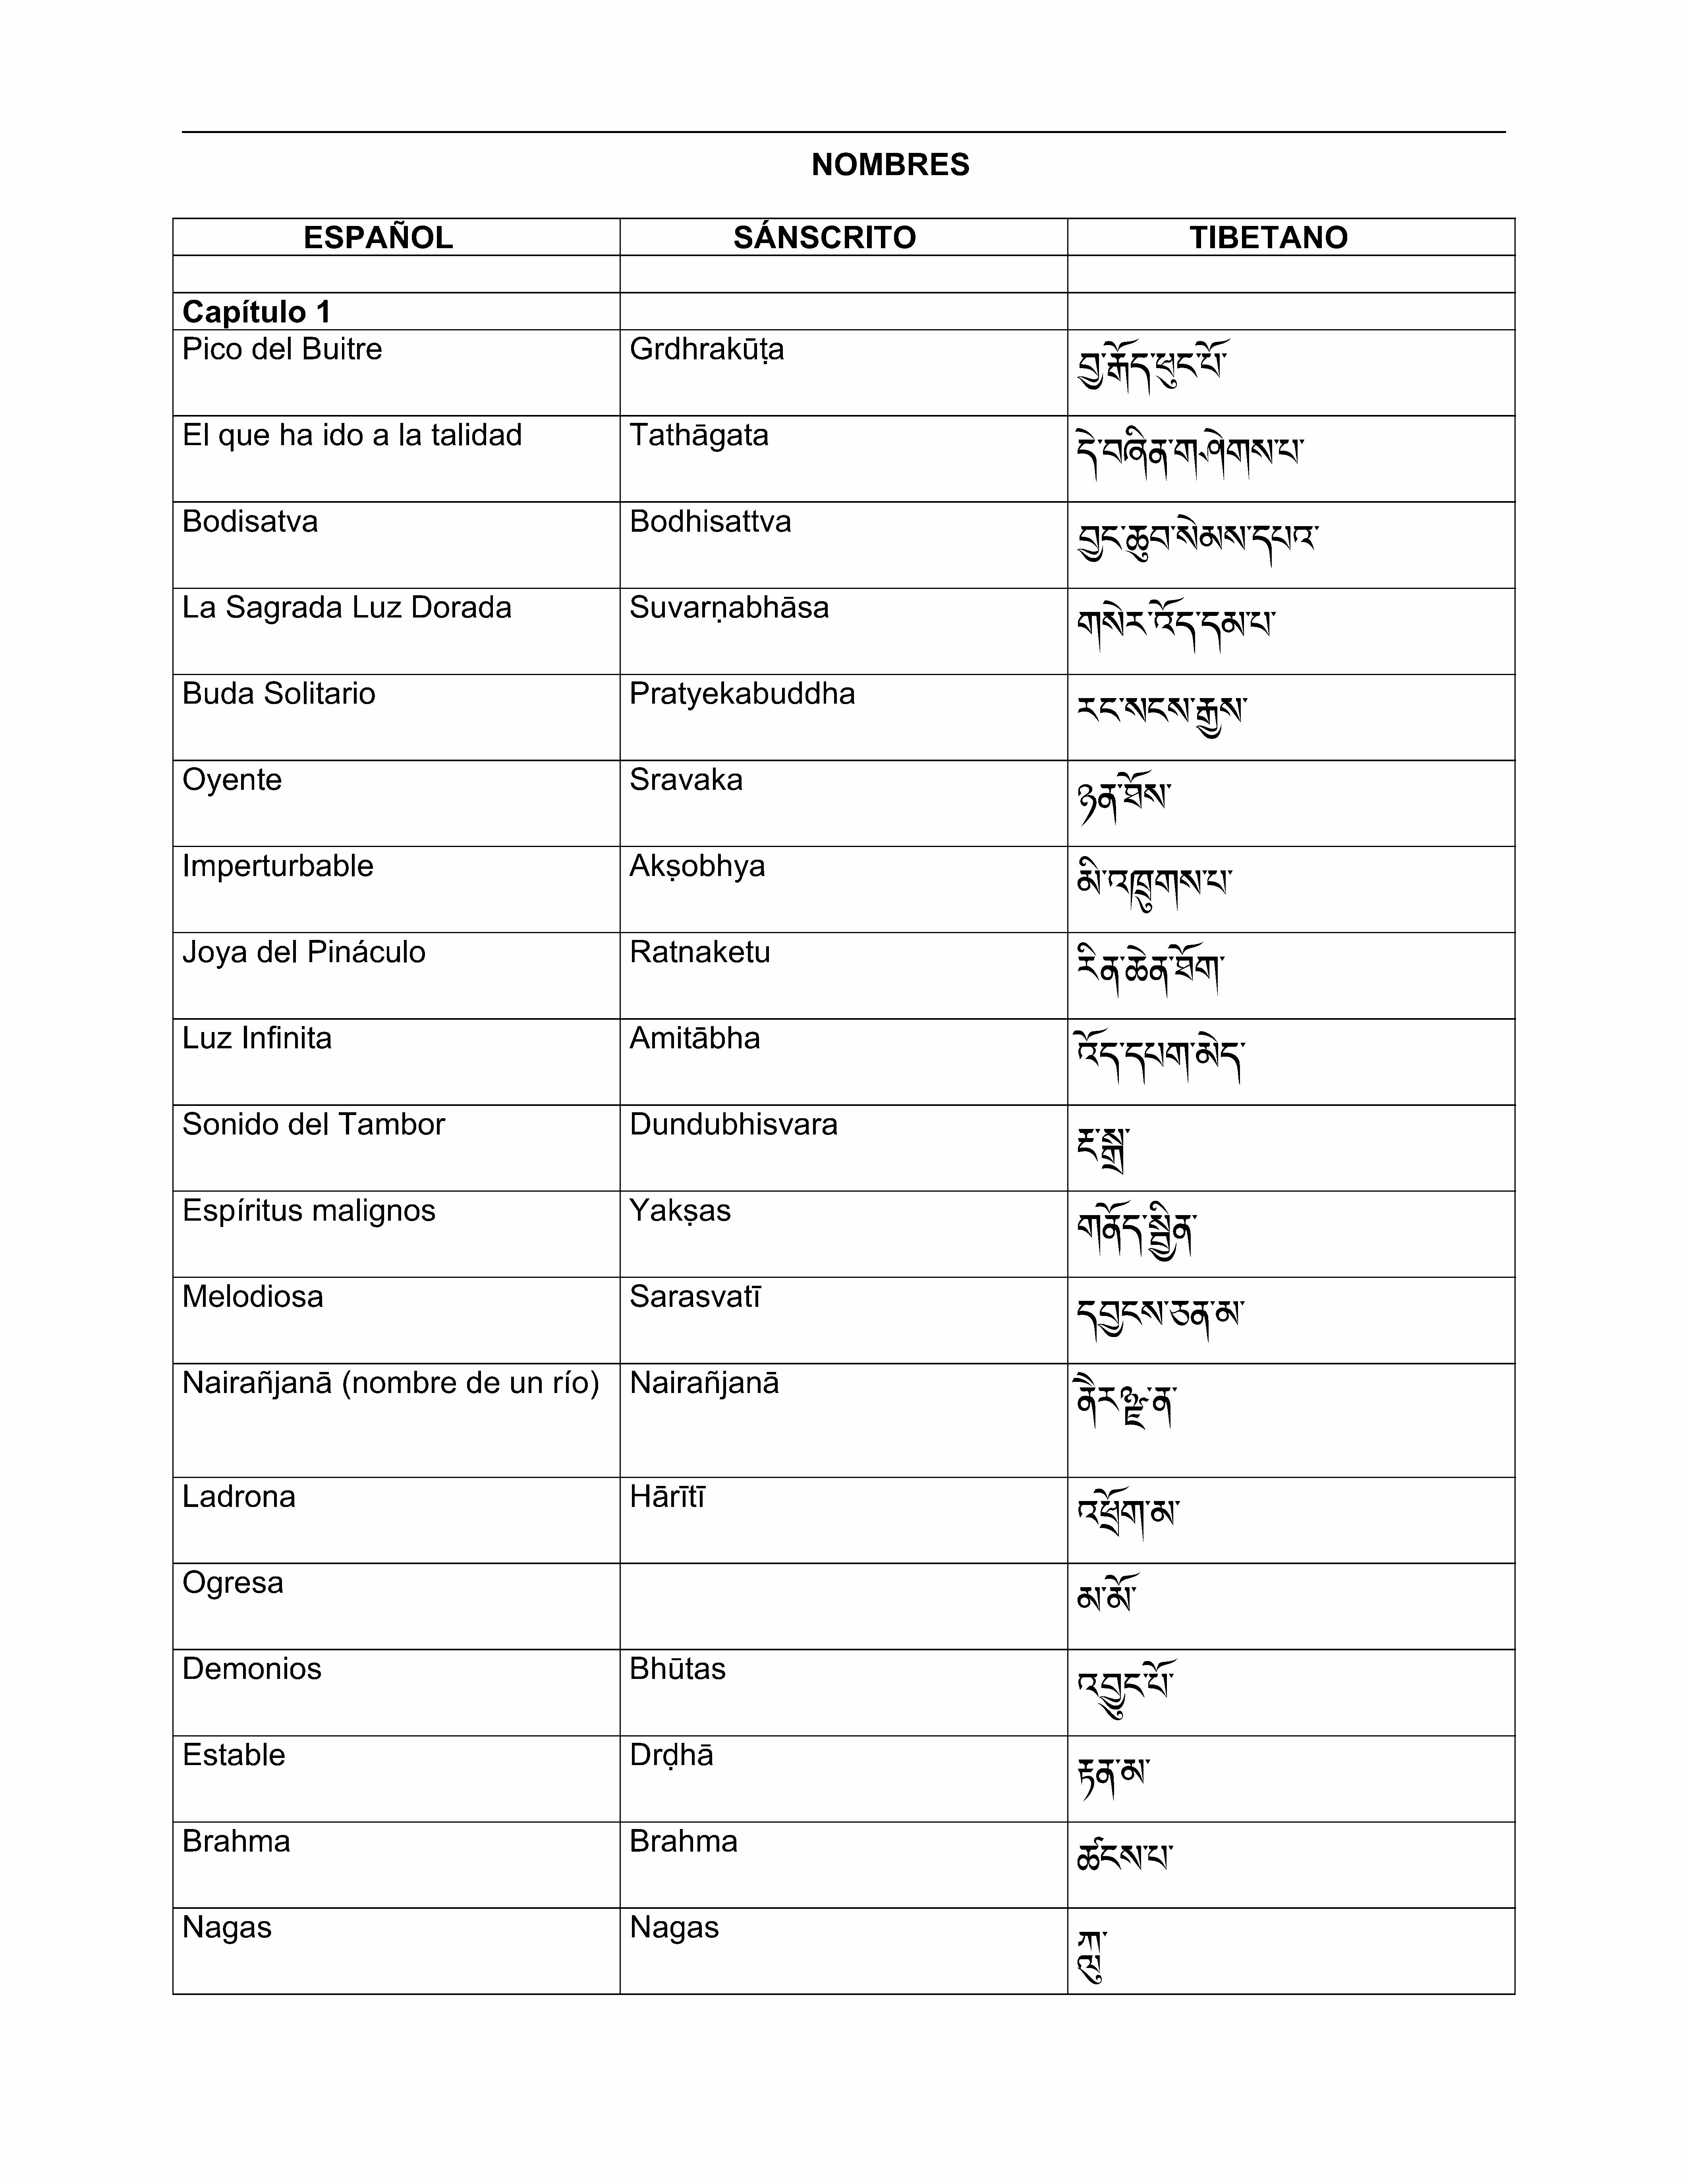 NOMBRES
ESPAÑOL SÁNSCRITO TIBETANO
Capítulo 1
Pico del Buitre Grdhrakūṭa བྱ་རྒོད་ཕུང་པོ་
El que ha ido a la talidad Tathāgata དེ་བཞིན་གཤེགས་པ་
Bodisatva Bodhisattva བྱང་ཆུབ་སེམས་དཔའ་
La Sagrada Luz Dorada Suvarṇabhāsa གསེར་འོད་དམ་པ་
Buda Solitario Pratyekabuddha རང་སངས་རྒྱས་
Oyente Sravaka ཉན་ཐོས་
Imperturbable Akṣobhya མི་འཁྲུགས་པ་
Joya del Pináculo Ratnaketu རིན་ཆེན་ཐོག་
Luz Infinita Amitābha འོད་དཔག་མེད་
Sonido del Tambor Dundubhisvara ང་སྒྲ་
Espíritus malignos Yakṣas གནོད་སྦྱིན་
Melodiosa Sarasvatī དབྱངས་ཅན་མ་
Nairañjanā (nombre de un río) Nairañjanā ནཻ་རཉྫ་ན་
Ladrona Hārītī འཕྲོག་མ་
Ogresa མ་མོ་
Demonios Bhūtas འབྱུང་པོ་
Estable Drḍhā རྟན་མ་
Brahma Brahma ཚངས་པ་
Nagas Nagas ཀླུ་